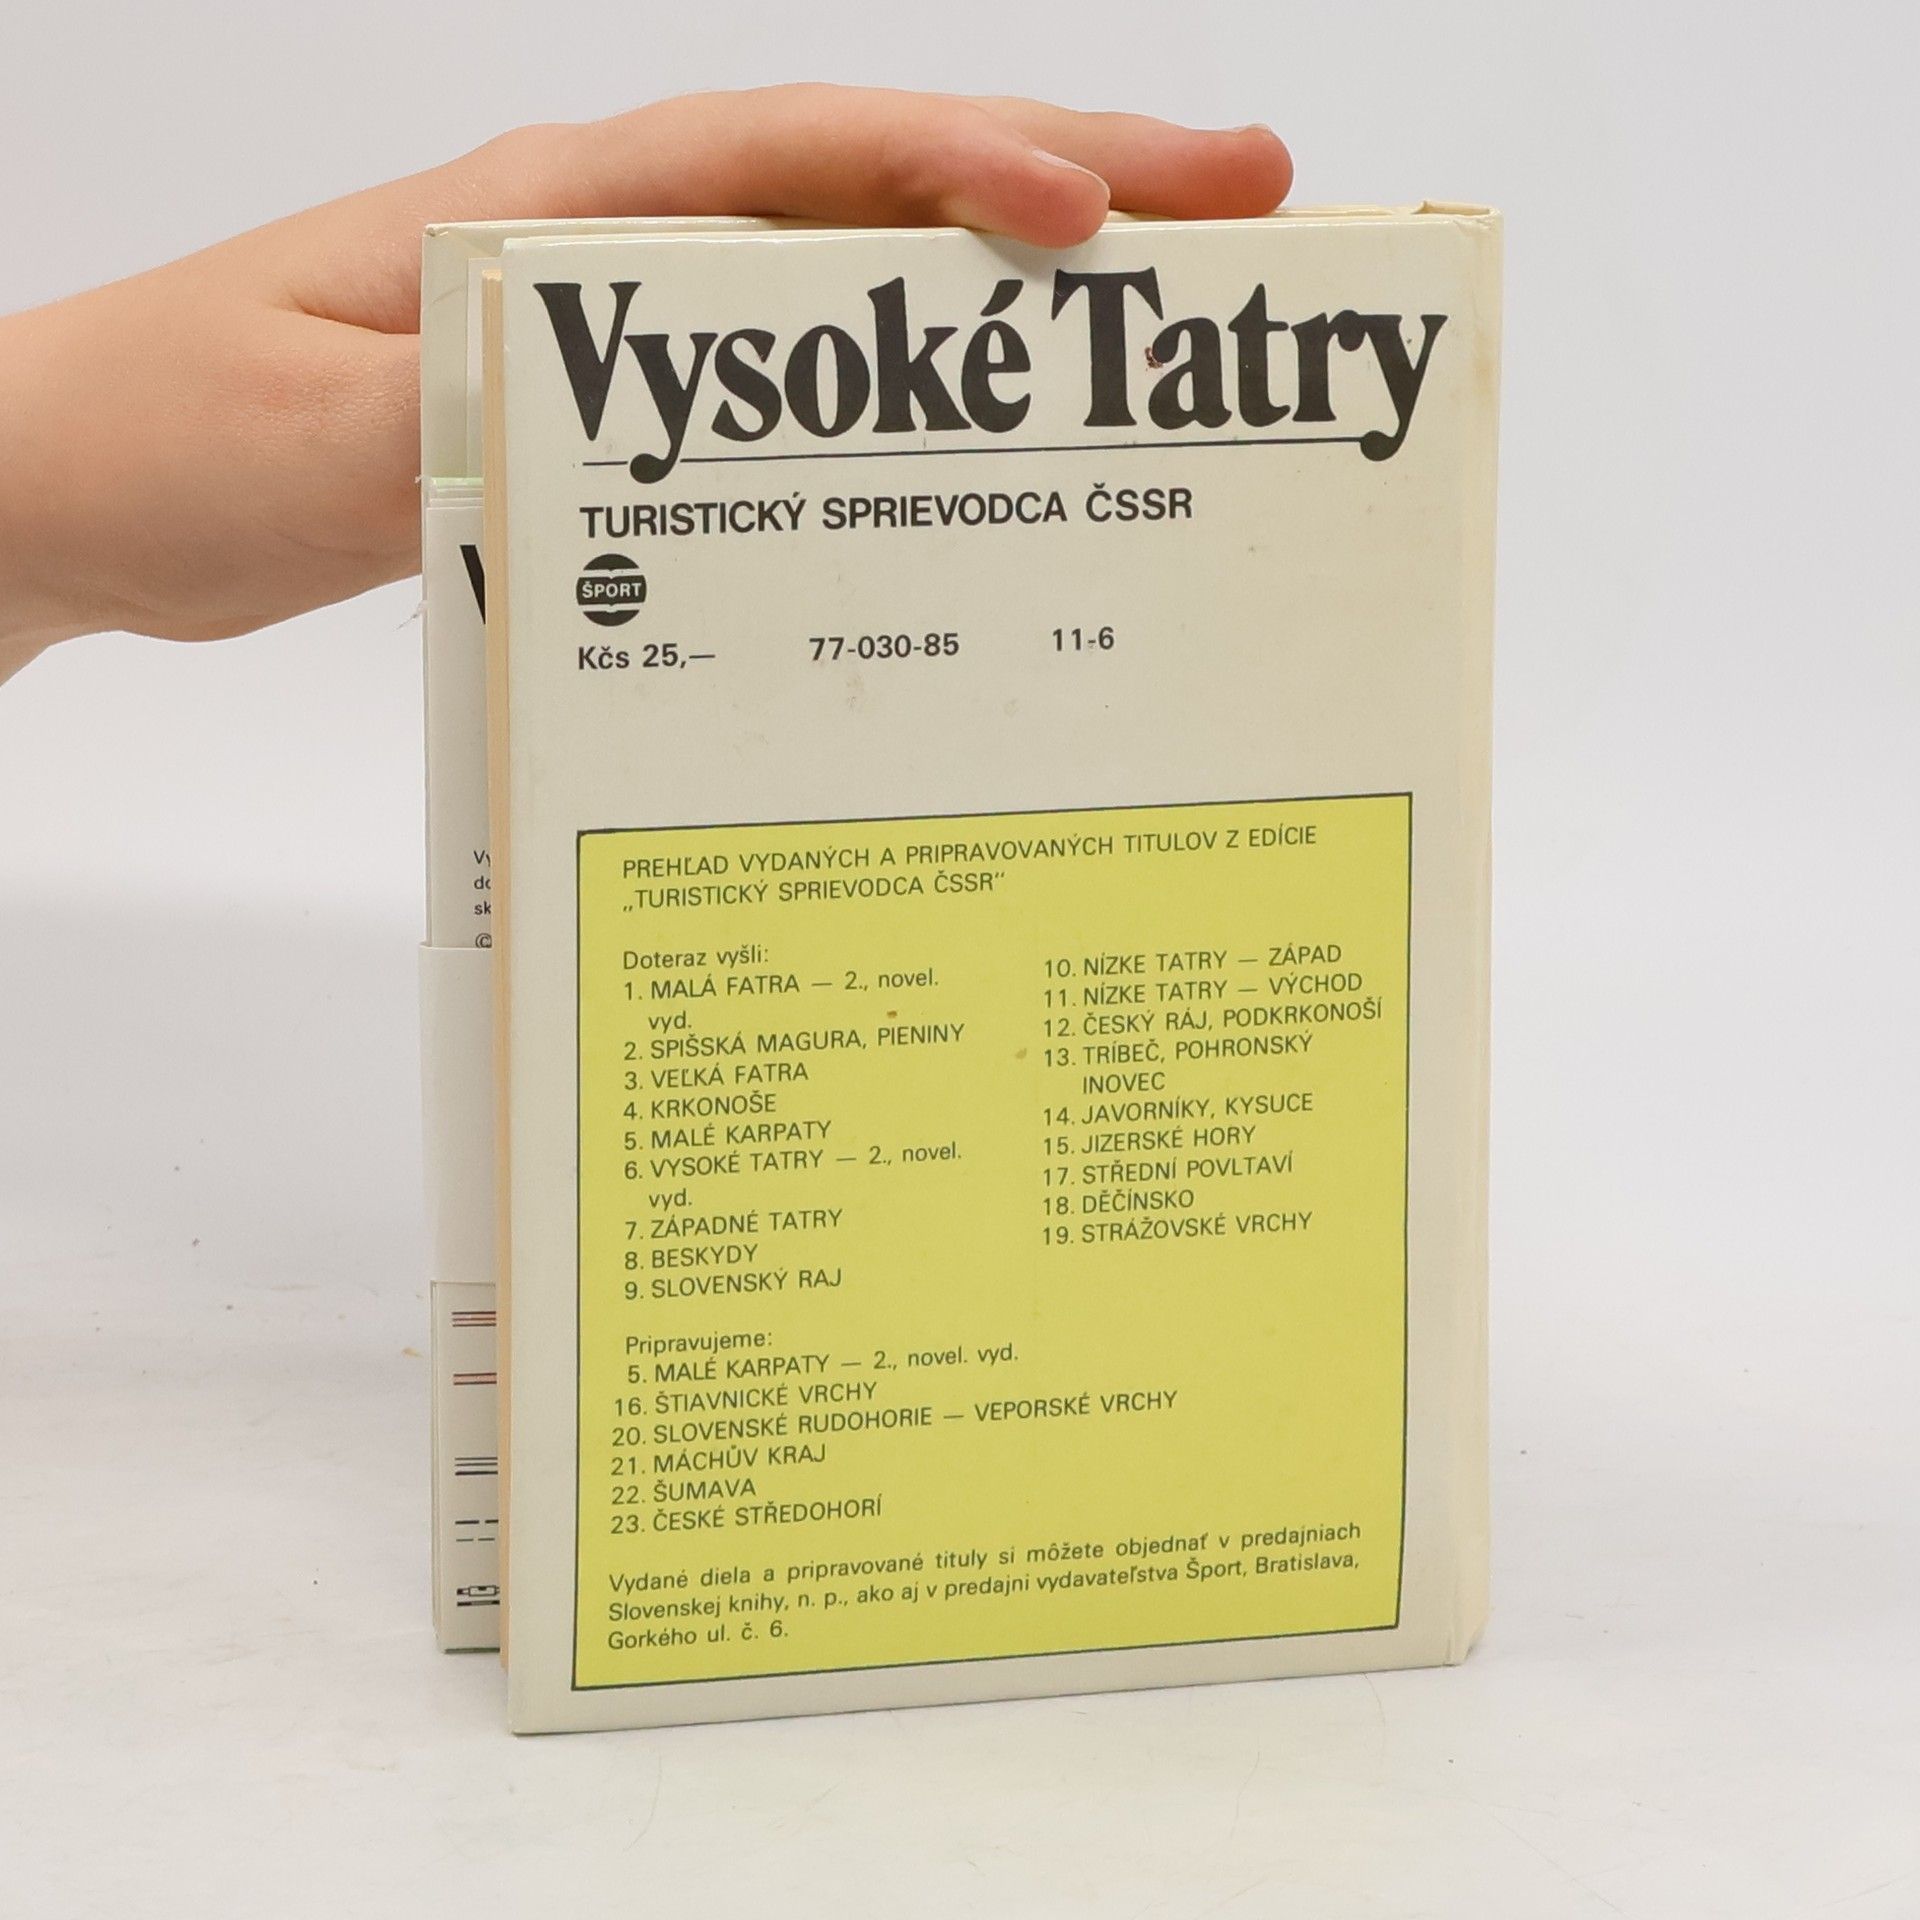 Vysoké Tatry
TURISTICKÝ SPRIEVODCA ČSSR
ŠPORT
Kčs 25,— 77-030-85 11-6
PREHĽAD VYDANÝCH A PRIPRAVOVANÝCH TITULOV Z EDÍCIE
„TURISTICKÝ SPRIEVODCA ČSSR“
Doteraz vyšli:
1. MALÁ FATRA — 2., novel.
vyd.
2. SPIŠSKÁ MAGURA, PIENINY
3. VEĽKÁ FATRA
4. KRKONOŠE
5. MALÉ KARPATY
6. VYSOKÉ TATRY — 2., novel.
vyd.
7. ZÁPADNÉ TATRY
8. BESKYDY
9. SLOVENSKÝ RAJ
10. NÍZKE TATRY — ZÁPAD
11. NÍZKE TATRY — VÝCHOD
12. ČESKÝ RÁJ, PODKRKONOŠÍ
13. TRÍBEČ, POHRONSKÝ
INOVEC
14. JAVORNÍKY, KYSUCE
15. JIZERSKÉ HORY
17. STŘEDNÍ POVLTAVÍ
18. DĚČÍNSKO
19. STRÁŽOVSKÉ VRCHY
Pripravujeme:
5. MALÉ KARPATY — 2., novel. vyd.
16. ŠTIAVNICKÉ VRCHY
20. SLOVENSKÉ RUDOHORIE — VEPORSKÉ VRCHY
21. MÁCHŮV KRAJ
22. ŠUMAVA
23. ČESKÉ STŘEDOHORÍ
Vydané diela a pripravované tituly si môžete objednať v predajniach
Slovenskej knihy, n. p., ako aj v predajni vydavateľstva Šport, Bratislava,
Gorkého ul. č. 6.